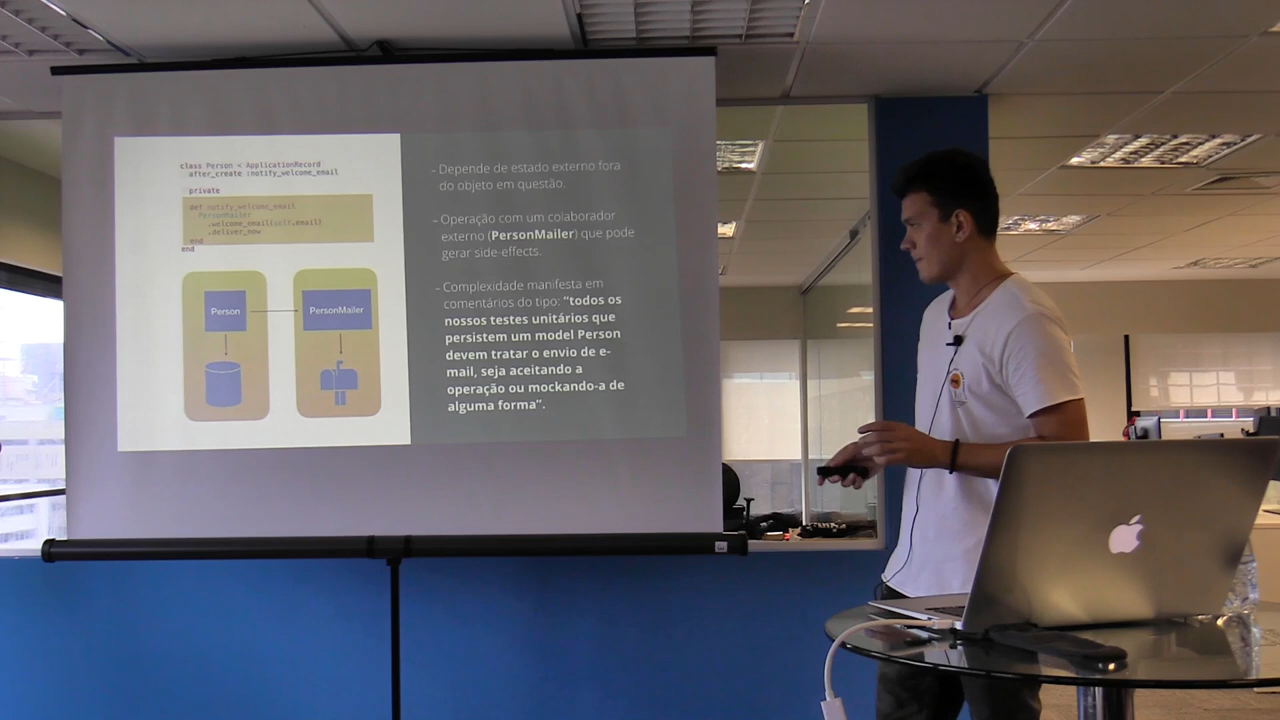 class Person < ApplicationRecord
after_create :notify_welcome_email
private
def notify_welcome_email
PersonMailer
.welcome_email(self.email)
.deliver_now
end
end
Person
PersonMailer
– Depende de estado externo fora
do objeto em questão.
– Operação com um colaborador
externo (PersonMailer) que pode
gerar side-effects.
– Complexidade manifesta em
comentários do tipo: “todos os
nossos testes unitários que
persistem um model Person
devem tratar o envio de e-
mail, seja aceitando a
operação ou mockando-a de
alguma forma”.